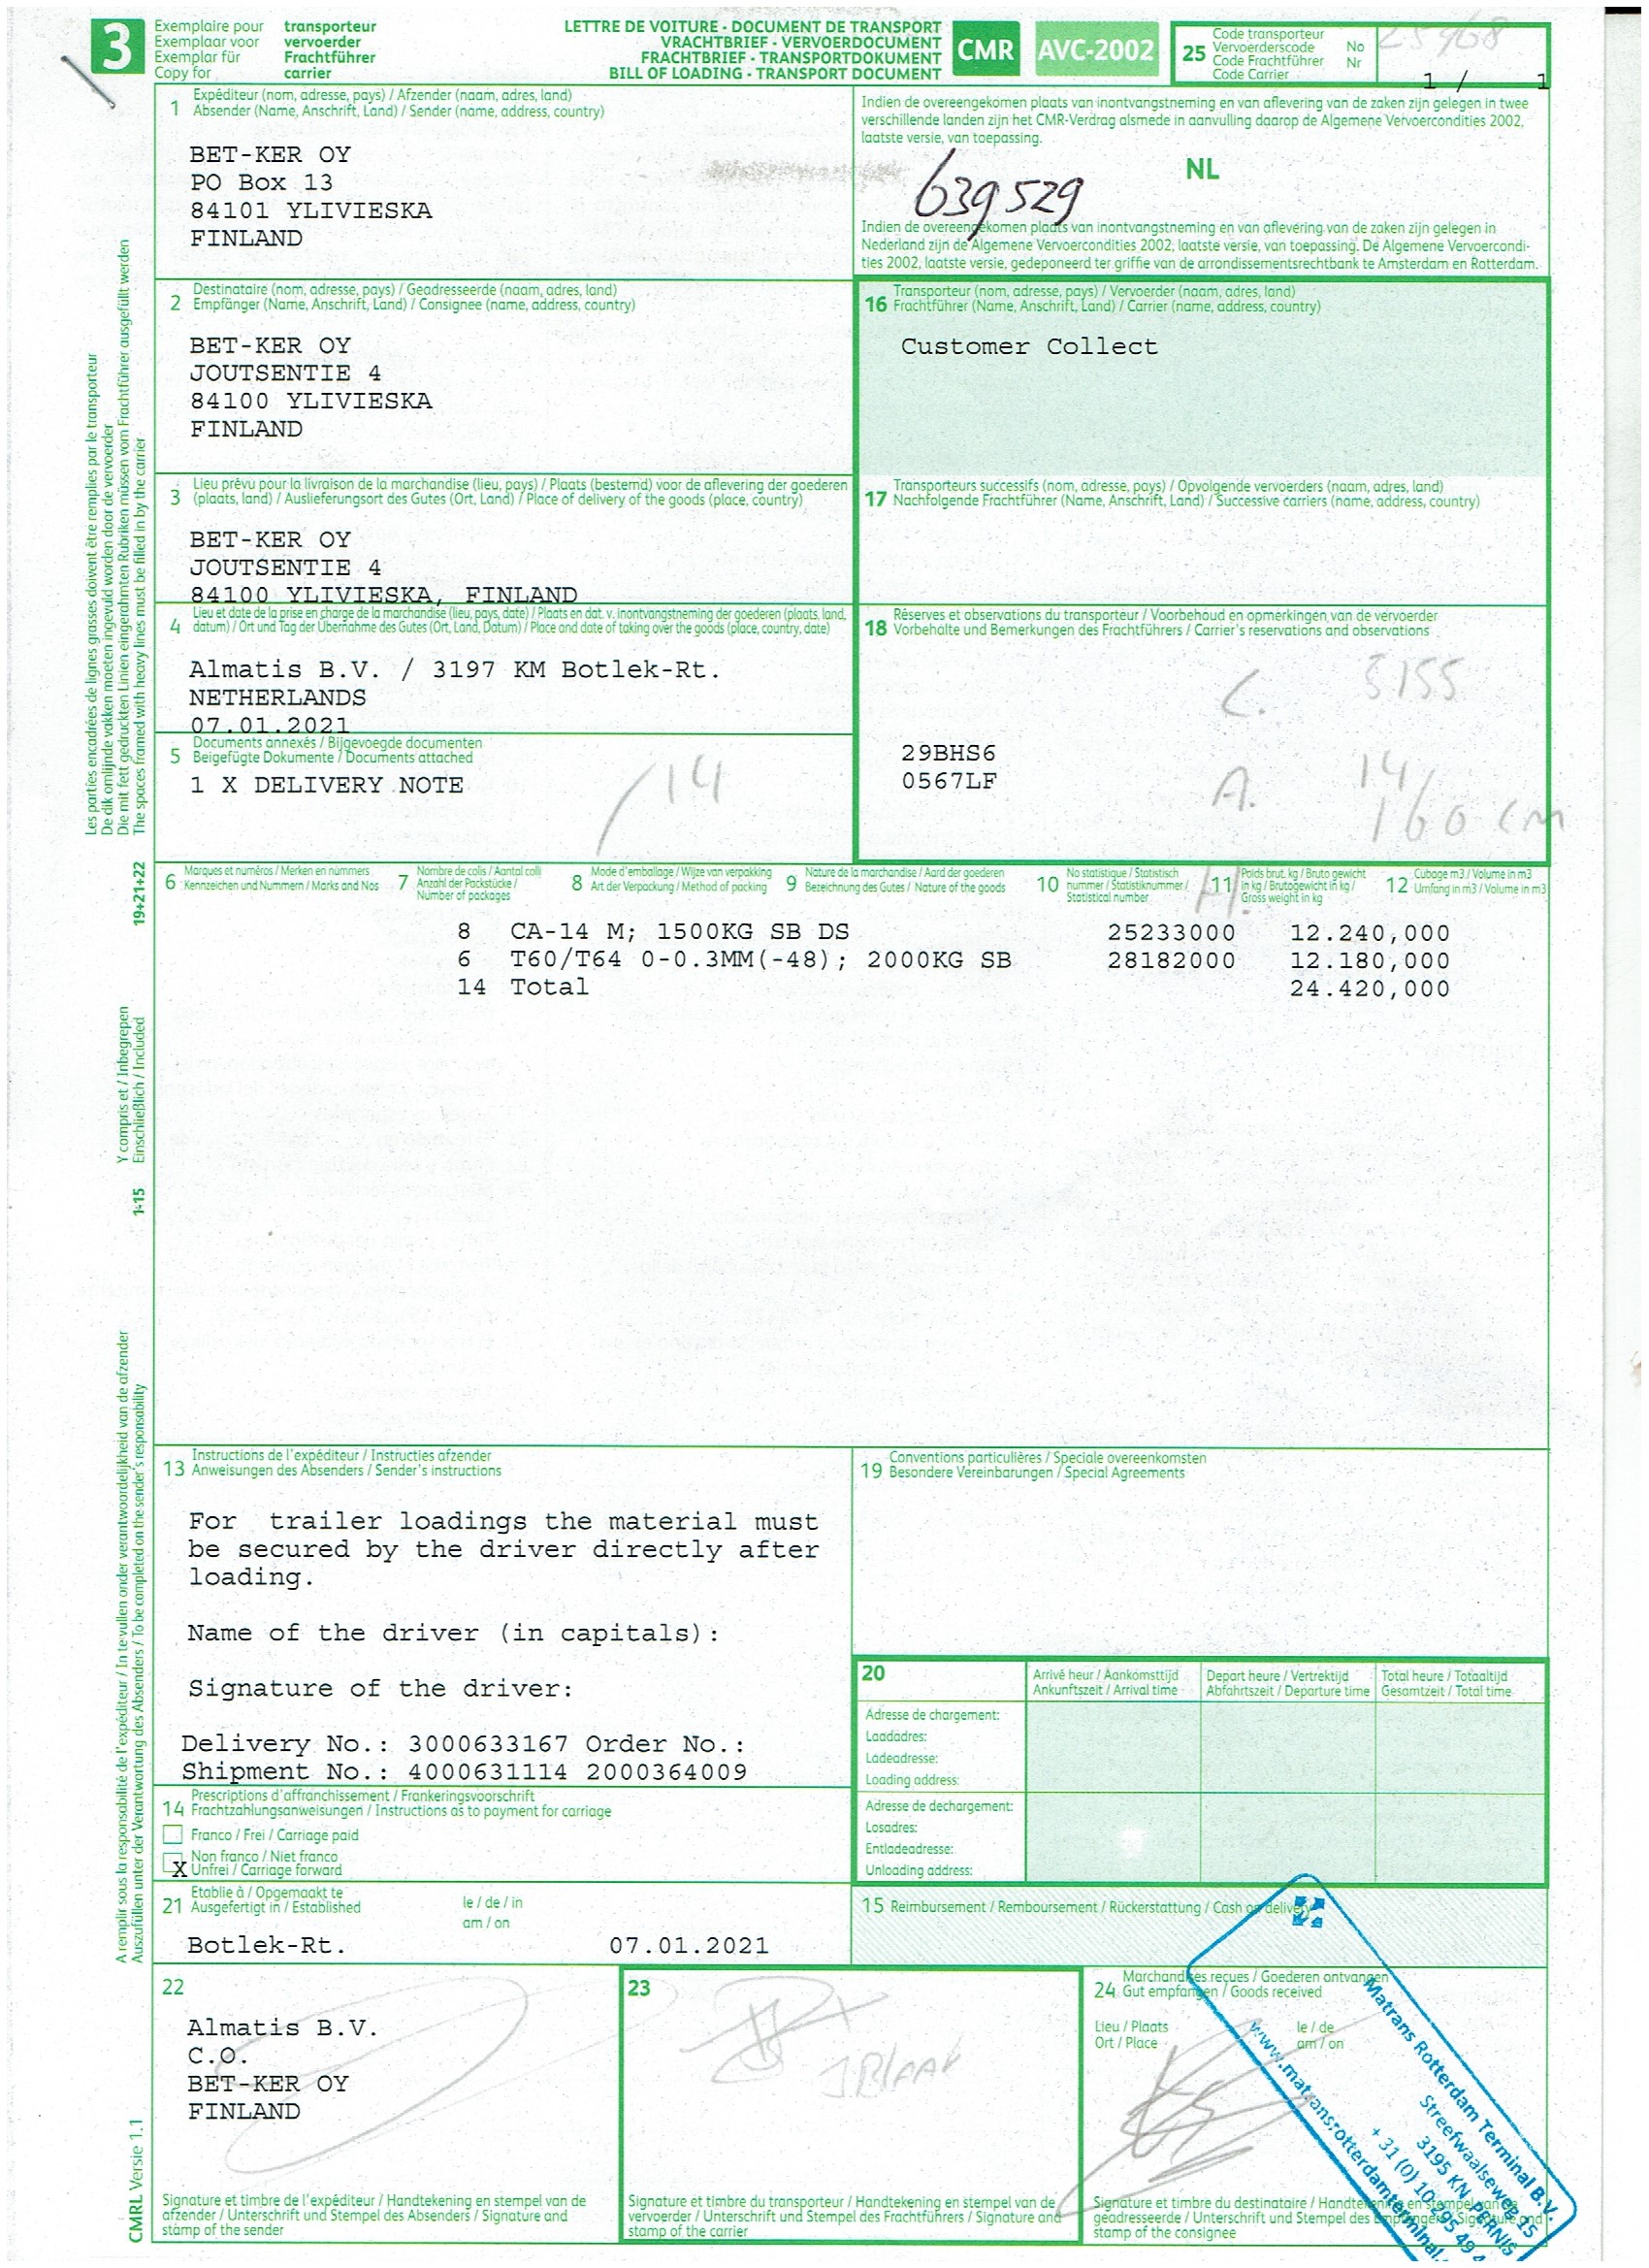 3
Exemplaire pour transporteur
Exemplaar voor vervoerder
Exemplar für Frachtführer
Copy for carrier
LETTRE DE VOITURE - DOCUMENT DE TRANSPORT
VRACHTBRIEF - VERVOERDOCUMENT
FRACHTBRIEF - TRANSPORTDOKUMENT
BILL OF LOADING - TRANSPORT DOCUMENT
CMR
AVC-2002
25
Code transporteur
Vervoerderscode No
Code Frachtführer Nr
Code Carrier
25968
1 / 1
1 Expéditeur (nom, adresse, pays) / Afzender (naam, adres, land)
Absender (Name, Anschrift, Land) / Sender (name, address, country)
BET-KER OY
PO Box 13
84101 YLIVIESKA
FINLAND
Indien de overeengekomen plaats van inontvangstneming en van aflevering van de zaken zijn gelegen in twee
verschillende landen zijn het CMR-Verdrag alsmede in aanvulling daarop de Algemene Vervoercondities 2002,
laatste versie, van toepassing.
NL
639529
Indien de overeengekomen plaats van inontvangstneming en van aflevering van de zaken zijn gelegen in
Nederland zijn de Algemene Vervoercondities 2002, laatste versie, van toepassing. De Algemene Vervoercondi-
ties 2002, laatste versie, gedeponeerd ter griffie van de arrondissementsrechtbank te Amsterdam en Rotterdam.
2 Destinataire (nom, adresse, pays) / Geadresseerde (naam, adres, land)
Empfänger (Name, Anschrift, Land) / Consignee (name, address, country)
BET-KER OY
JOUTSENTIE 4
84100 YLIVIESKA
FINLAND
16 Transporteur (nom, adresse, pays) / Vervoerder (naam, adres, land)
Frachtführer (Name, Anschrift, Land) / Carrier (name, address, country)
Customer Collect
3 Lieu prévu pour la livraison de la marchandise (lieu, pays) / Plaats (bestemd) voor de aflevering der goederen
(plaats, land) / Auslieferungsort des Gutes (Ort, Land) / Place of delivery of the goods (place, country)
BET-KER OY
JOUTSENTIE 4
84100 YLIVIESKA, FINLAND
17 Transporteurs successifs (nom, adresse, pays) / Opvolgende vervoerders (naam, adres, land)
Nachfolgende Frachtführer (Name, Anschrift, Land) / Successive carriers (name, address, country)
4 Lieu et date de la prise en charge de la marchandise (lieu, pays, date) / Plaats en dat. v. inontvangstneming der goederen (plaats, land,
datum) / Ort und Tag der Übernahme des Gutes (Ort, Land, Datum) / Place and date of taking over the goods (place, country, date)
Almatis B.V. / 3197 KM Botlek-Rt.
NETHERLANDS
07.01.2021
18 Réserves et observations du transporteur / Voorbehoud en opmerkingen van de vervoerder
Vorbehalte und Bemerkungen des Frachtführers / Carrier's reservations and observations
C. 5155
29BHS6
0567LF
A. 14/
160 cm
5 Documents annexés / Bijgevoegde documenten
Beigefügte Dokumente / Documents attached
1 X DELIVERY NOTE
/14
6 Marques et numéros / Merken en nummers
Kennzeichen und Nummern / Marks and Nos
7 Nombre de colis / Aantal colli
Anzahl der Packstücke /
Number of packages
8 Mode d'emballage / Wijze van verpakking
Art der Verpackung / Method of packing
9 Nature de la marchandise / Aard der goederen
Bezeichnung des Gutes / Nature of the goods
10 No statistique / Statistisch
nummer / Statistiknummer /
Statistical number
11 Poids brut, kg / Bruto gewicht
in kg / Brutogewicht in kg /
Gross weight in kg
12 Cubage m3 / Volume in m3
Umfang in m3 / Volume in m3
8 CA-14 M; 1500KG SB DS 25233000 12.240,000
6 T60/T64 0-0.3MM(-48); 2000KG SB 28182000 12.180,000
14 Total 24.420,000
13 Instructions de l'expéditeur / Instructies afzender
Anweisungen des Absenders / Sender's instructions
For trailer loadings the material must
be secured by the driver directly after
loading.
Name of the driver (in capitals):
Signature of the driver:
Delivery No.: 3000633167 Order No.:
Shipment No.: 4000631114 2000364009
19 Conventions particulières / Speciale overeenkomsten
Besondere Vereinbarungen / Special Agreements
20
Arrivé heur / Aankomsttijd
Ankunftszeit / Arrival time
Depart heure / Vertrektijd
Abfahrtszeit / Departure time
Total heure / Totaaltijd
Gesamtzeit / Total time
Adresse de chargement:
Laadadres:
Ladeadresse:
Loading address:
Adresse de dechargement:
Losadres:
Entladeadresse:
Unloading address:
14 Prescriptions d'affranchissement / Frankeringsvoorschrift
Frachtzahlungsanweisungen / Instructions as to payment for carriage
Franco / Frei / Carriage paid
X Non franco / Niet franco
Unfrei / Carriage forward
21 Etablie à / Opgemaakt te
Ausgefertigt in / Established
le / de / in
am / on
Botlek-Rt. 07.01.2021
15 Reimbursement / Remboursement / Rückerstattung / Cash on delivery
22
Almatis B.V.
C.O.
BET-KER OY
FINLAND
Signature et timbre de l'expéditeur / Handtekening en stempel van de
afzender / Unterschrift und Stempel des Absenders / Signature and
stamp of the sender
23
J BLAAK
Signature et timbre du transporteur / Handtekening en stempel van de
vervoerder / Unterschrift und Stempel des Frachtführers / Signature and
stamp of the carrier
24 Marchandises reçues / Goederen ontvangen
Gut empfangen / Goods received
Lieu / Plaats
Ort / Place
le / de
am / on
Signature et timbre du destinataire / Handtekening en stempel van de
geadresseerde / Unterschrift und Stempel des Empfängers / Signature and
stamp of the consignee
Matrans Rotterdam Terminal B.V.
Streefwaalseweg 15
3195 KN PERNIS
+ 31 (0) 10 295 49 4
www.matransrotterdamterminal.
Les parties encadrées de lignes grasses doivent être remplies par le transporteur
De dik omlijnde vakken moeten ingevuld worden door de vervoerder
Die mit fett gedruckten Linien eingerahmten Rubriken müssen vom Frachtführer ausgefüllt werden
The spaces framed with heavy lines must be filled in by the carrier
19+21+22
Y compris et / Inbegrepen
Einschließlich / Included
1-15
A remplir sous la responsabilité de l'expéditeur / In te vullen onder verantwoordelijkheid van de afzender
Auszufüllen unter der Verantwortung des Absenders / To be completed on the sender's responsibility
CMRL Versie 1.1